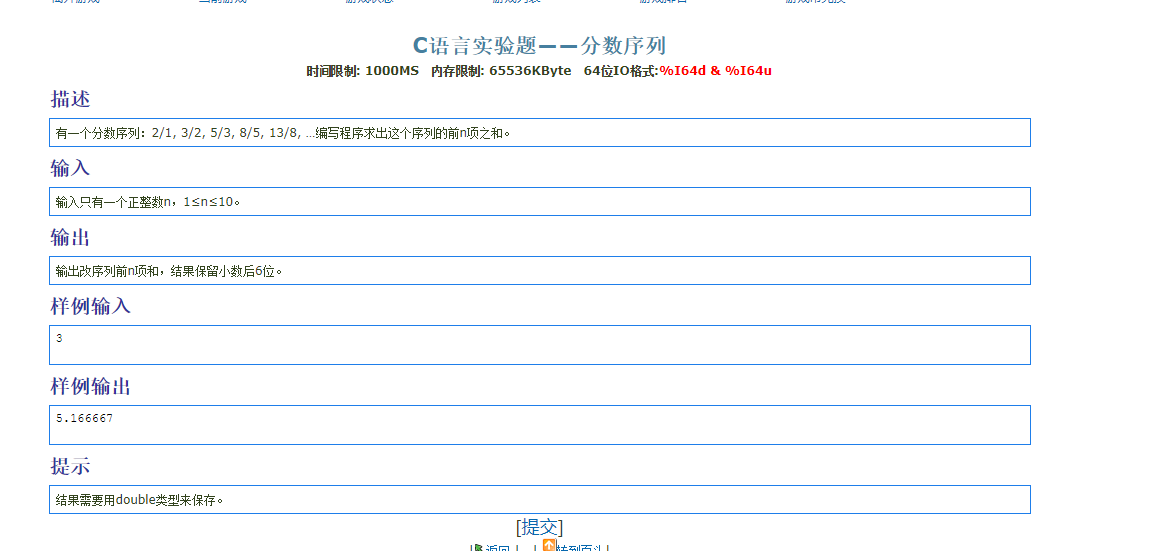 C语言实验题——分数序列
时间限制: 1000MS 内存限制: 65536KByte 64位IO格式:%I64d & %I64u
描述
有一个分数序列：2/1, 3/2, 5/3, 8/5, 13/8, …编写程序求出这个序列的前n项之和。
输入
输入只有一个正整数n，1≤n≤10。
输出
输出改序列前n项和，结果保留小数后6位。
样例输入
3
样例输出
5.166667
提示
结果需要用double类型来保存。
[提交]
返回
转到页头